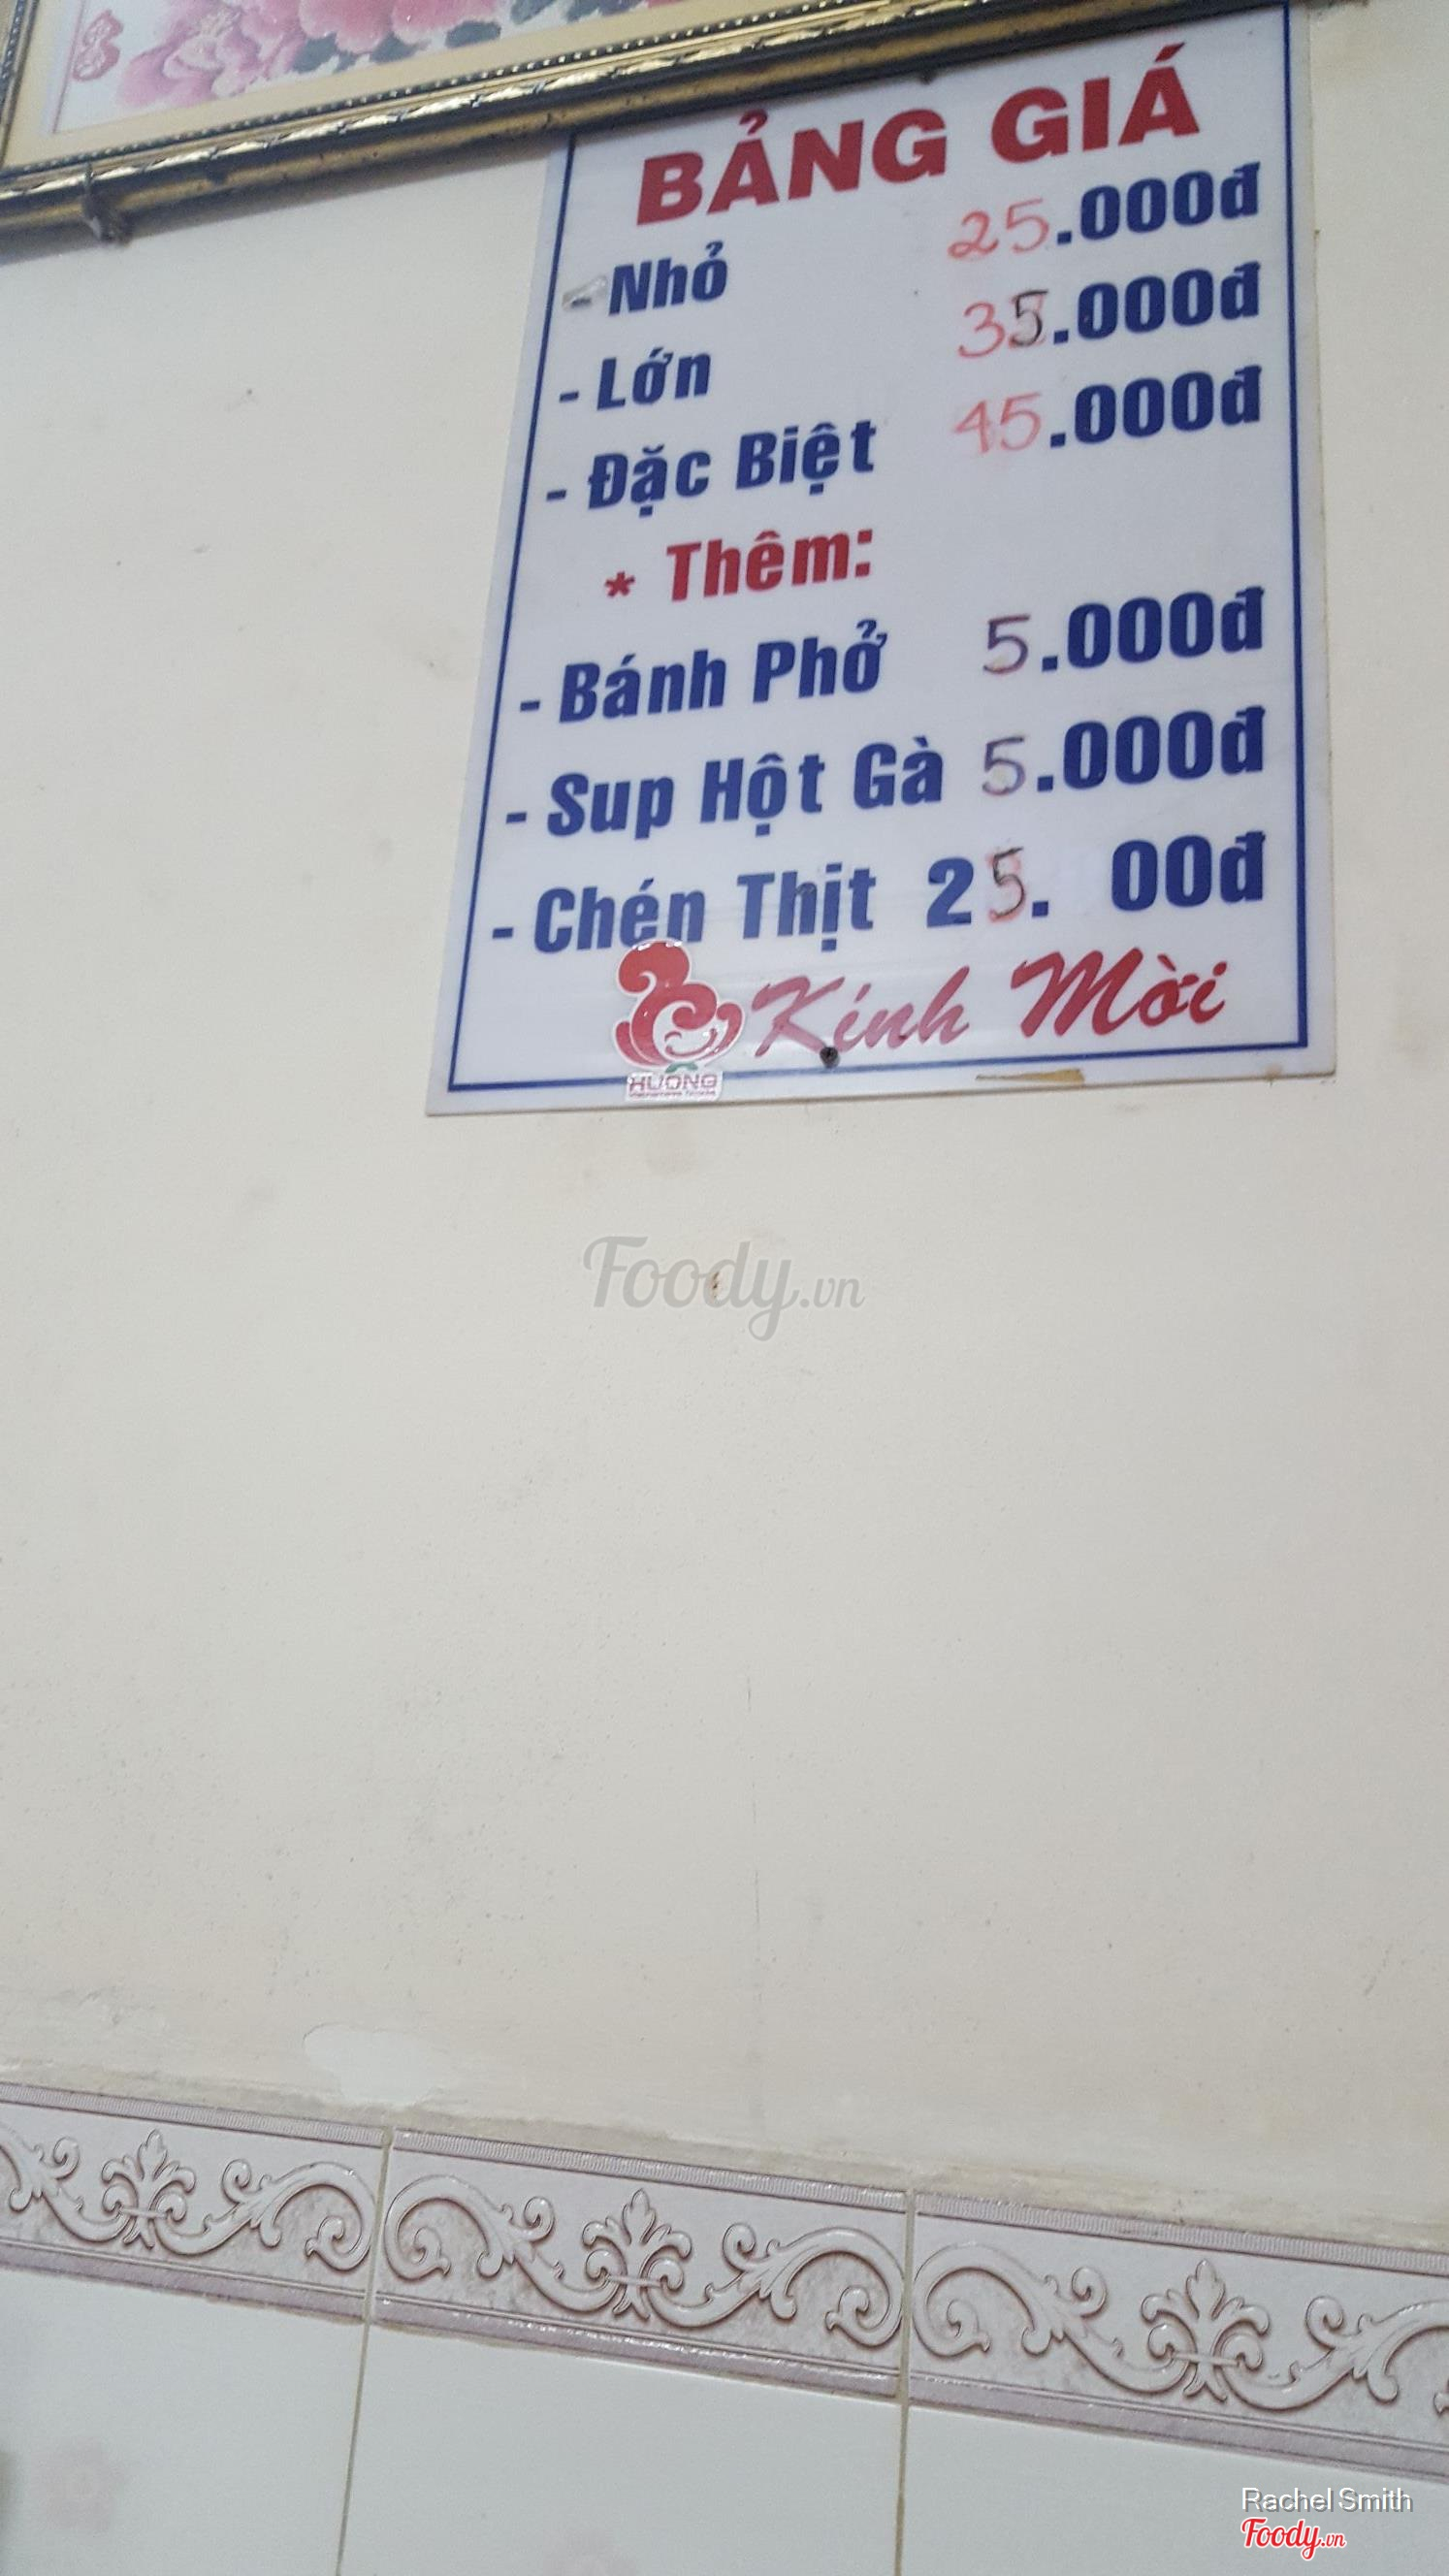 BẢNG GIÁ
- Nhỏ 25.000đ
- Lớn 35.000đ
- Đặc Biệt 45.000đ
* Thêm:
- Bánh Phở 5.000đ
- Sup Hột Gà 5.000đ
- Chén Thịt 25. 00đ
Kính Mời
HƯƠNG
Foody.vn
Rachel Smith
Foody.vn